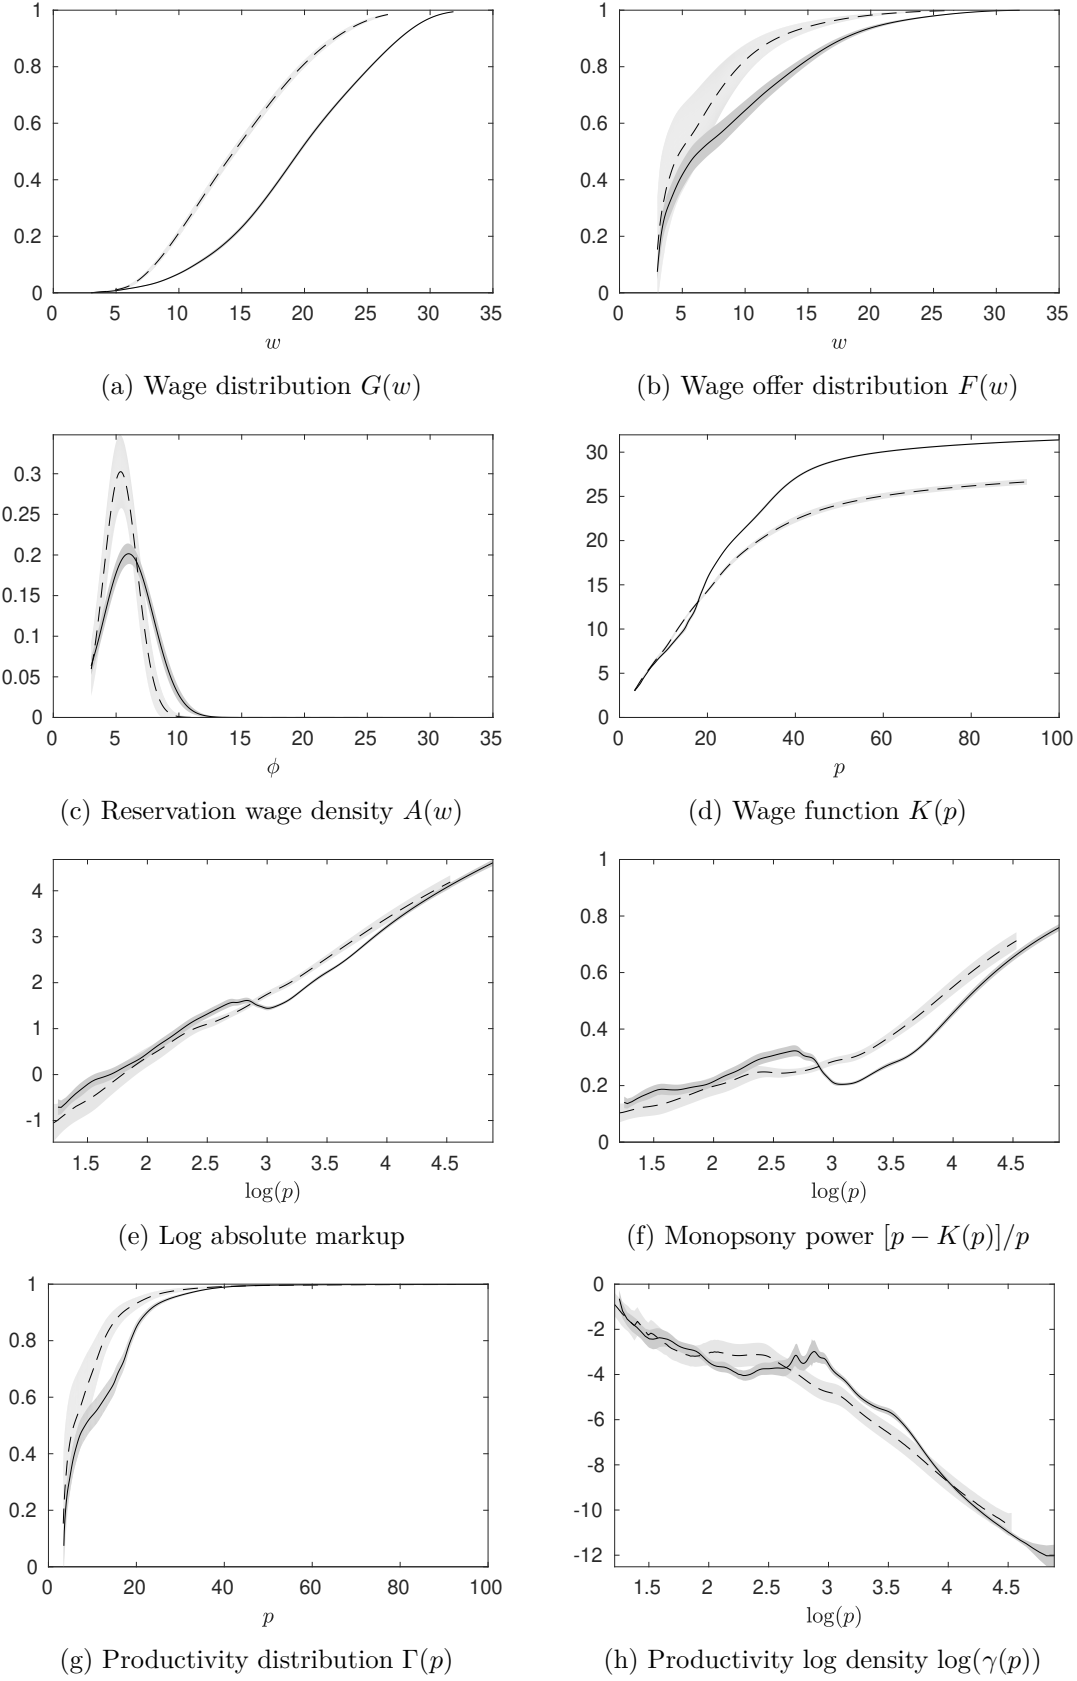 1
0.8
0.6
0.4
0.2
0
0 5 10 15 20 25 30 35
w
(a) Wage distribution G(w)
1
0.8
0.6
0.4
0.2
0
0 5 10 15 20 25 30 35
w
(b) Wage offer distribution F(w)
0.3
0.25
0.2
0.15
0.1
0.05
0
0 5 10 15 20 25 30 35
ϕ
(c) Reservation wage density A(w)
30
25
20
15
10
5
0
0 20 40 60 80 100
p
(d) Wage function K(p)
4
3
2
1
0
-1
1.5 2 2.5 3 3.5 4 4.5
log(p)
(e) Log absolute markup
1
0.8
0.6
0.4
0.2
0
1.5 2 2.5 3 3.5 4 4.5
log(p)
(f) Monopsony power [p − K(p)]/p
1
0.8
0.6
0.4
0.2
0
0 20 40 60 80 100
p
(g) Productivity distribution Γ(p)
0
-2
-4
-6
-8
-10
-12
1.5 2 2.5 3 3.5 4 4.5
log(p)
(h) Productivity log density log(γ(p))